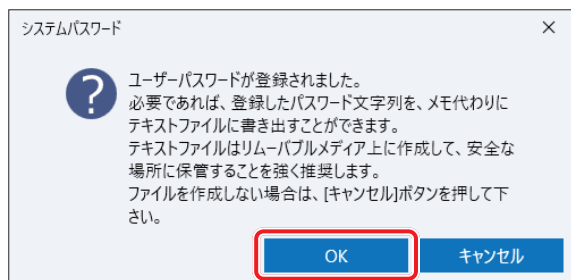 システムパスワード
ユーザーパスワードが登録されました。
必要であれば、登録したパスワード文字列を、メモ代わりに
テキストファイルに書き出すことができます。
テキストファイルはリムーバブルメディア上に作成して、安全な
場所に保管することを強く推奨します。
ファイルを作成しない場合は、[キャンセル]ボタンを押して下
さい。
OK
キャンセル